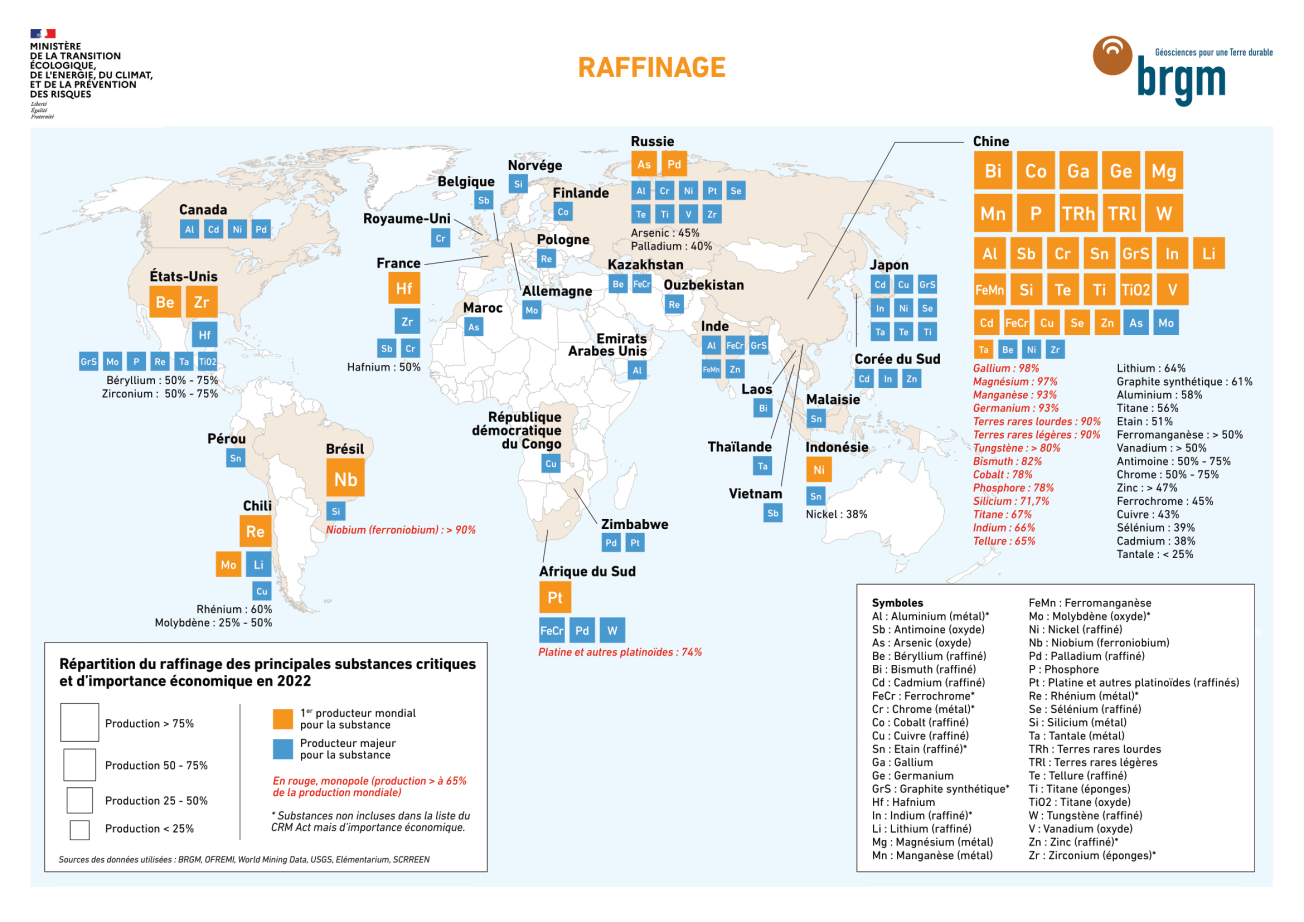 MINISTÈRE
DE LA TRANSITION
ÉCOLOGIQUE,
DE L'ENERGIE, DU CLIMAT,
ET DE LA PRÉVENTION
DES RISQUES
Liberté
Égalité
Fraternité
RAFFINAGE
Géosciences pour une Terre durable
brgm
Canada
Al Cd Ni Pd
États-Unis
Be Zr
Hf
GrS Mo P Re Ta TiO2
Béryllium : 50% - 75%
Zirconium : 50% - 75%
Pérou
Sn
Brésil
Nb
Si
Niobium (ferroniobium) : > 90%
Chili
Re
Mo Li
Cu
Rhénium : 60%
Molybdène : 25% - 50%
Norvége
Si
Belgique
Sb
Finlande
Co
Royaume-Uni
Cr
Pologne
Re
France
Hf
Zr
Sb Cr
Hafnium : 50%
Allemagne
Mo
Maroc
As
Russie
As Pd
Al Cr Ni Pt Se
Te Ti V Zr
Arsenic : 45%
Palladium : 40%
Kazakhstan
Be FeCr
Ouzbekistan
Re
Emirats
Arabes Unis
Al
Inde
Al FeCr GrS
FeMn Zn
Japon
Cd Cu GrS
In Ni Se
Ta Te Ti
Corée du Sud
Cd In Zn
Laos
Bi
Malaisie
Sn
Thaïlande
Ta
Indonésie
Ni
Sn
Nickel : 38%
Vietnam
Sb
République
démocratique
du Congo
Cu
Zimbabwe
Pd Pt
Afrique du Sud
Pt
FeCr Pd W
Platine et autres platinoïdes : 74%
Chine
Bi Co Ga Ge Mg
Mn P TRh TRl W
Al Sb Cr Sn GrS In Li
FeMn Si Te Ti TiO2 V
Cd FeCr Cu Se Zn As Mo
Ta Be Ni Zr
Gallium : 98%
Magnésium : 97%
Manganèse : 93%
Germanium : 93%
Terres rares lourdes : 90%
Terres rares légères : 90%
Tungstène : > 80%
Bismuth : 82%
Cobalt : 78%
Phosphore : 78%
Silicium : 71,7%
Titane : 67%
Indium : 66%
Tellure : 65%
Lithium : 64%
Graphite synthétique : 61%
Aluminium : 58%
Titane : 56%
Etain : 51%
Ferromanganèse : > 50%
Vanadium : > 50%
Antimoine : 50% - 75%
Chrome : 50% - 75%
Zinc : > 47%
Ferrochrome : 45%
Cuivre : 43%
Sélénium : 39%
Cadmium : 38%
Tantale : < 25%
Répartition du raffinage des principales substances critiques
et d'importance économique en 2022
Production > 75%
Production 50 - 75%
Production 25 - 50%
Production < 25%
1er producteur mondial
pour la substance
Producteur majeur
pour la substance
En rouge, monopole (production > à 65%
de la production mondiale)
* Substances non incluses dans la liste du
CRM Act mais d'importance économique.
Sources des données utilisées : BRGM, OFREMI, World Mining Data, USGS, Elémentarium, SCRREEN
Symboles
Al : Aluminium (métal)*
Sb : Antimoine (oxyde)
As : Arsenic (oxyde)
Be : Béryllium (raffiné)
Bi : Bismuth (raffiné)
Cd : Cadmium (raffiné)
FeCr : Ferrochrome*
Cr : Chrome (métal)*
Co : Cobalt (raffiné)
Cu : Cuivre (raffiné)
Sn : Etain (raffiné)*
Ga : Gallium
Ge : Germanium
GrS : Graphite synthétique*
Hf : Hafnium
In : Indium (raffiné)*
Li : Lithium (raffiné)
Mg : Magnésium (métal)
Mn : Manganèse (métal)
FeMn : Ferromanganèse
Mo : Molybdène (oxyde)*
Ni : Nickel (raffiné)
Nb : Niobium (ferroniobium)
Pd : Palladium (raffiné)
P : Phosphore
Pt : Platine et autres platinoïdes (raffinés)
Re : Rhénium (métal)*
Se : Sélénium (raffiné)
Si : Silicium (métal)
Ta : Tantale (métal)
TRh : Terres rares lourdes
TRl : Terres rares légères
Te : Tellure (raffiné)
Ti : Titane (éponges)
TiO2 : Titane (oxyde)
W : Tungstène (raffiné)
V : Vanadium (oxyde)
Zn : Zinc (raffiné)*
Zr : Zirconium (éponges)*